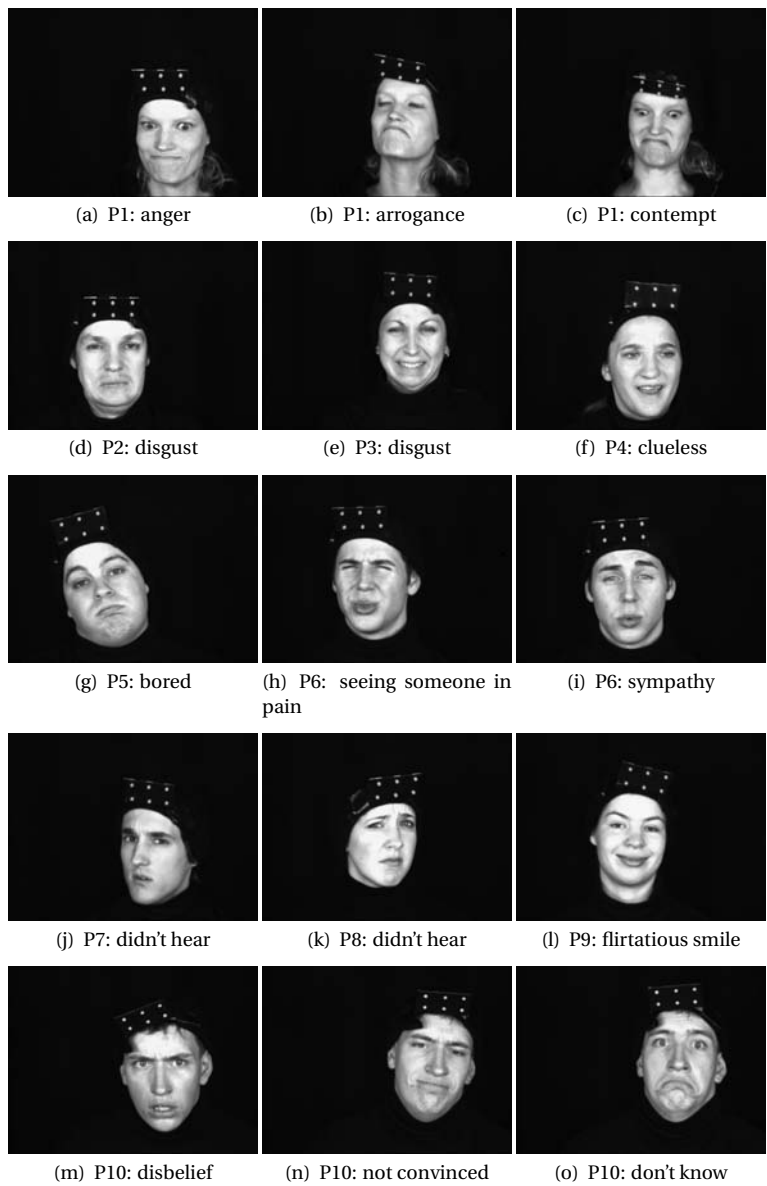 (a) P1: anger
(b) P1: arrogance
(c) P1: contempt
(d) P2: disgust
(e) P3: disgust
(f) P4: clueless
(g) P5: bored
(h) P6: seeing someone in
pain
(i) P6: sympathy
(j) P7: didn't hear
(k) P8: didn't hear
(l) P9: flirtatious smile
(m) P10: disbelief
(n) P10: not convinced
(o) P10: don't know